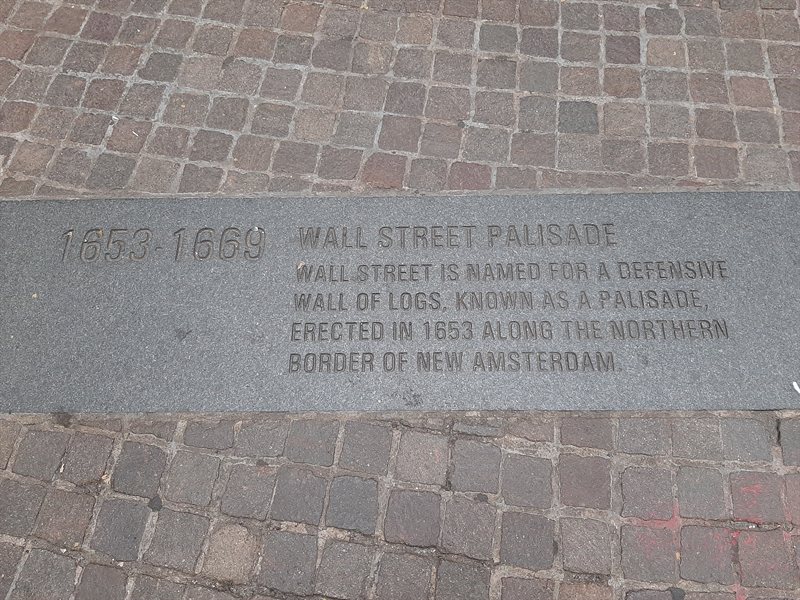 1653-1669
WALL STREET PALISADE
WALL STREET IS NAMED FOR A DEFENSIVE
WALL OF LOGS, KNOWN AS A PALISADE,
ERECTED IN 1653 ALONG THE NORTHERN
BORDER OF NEW AMSTERDAM.